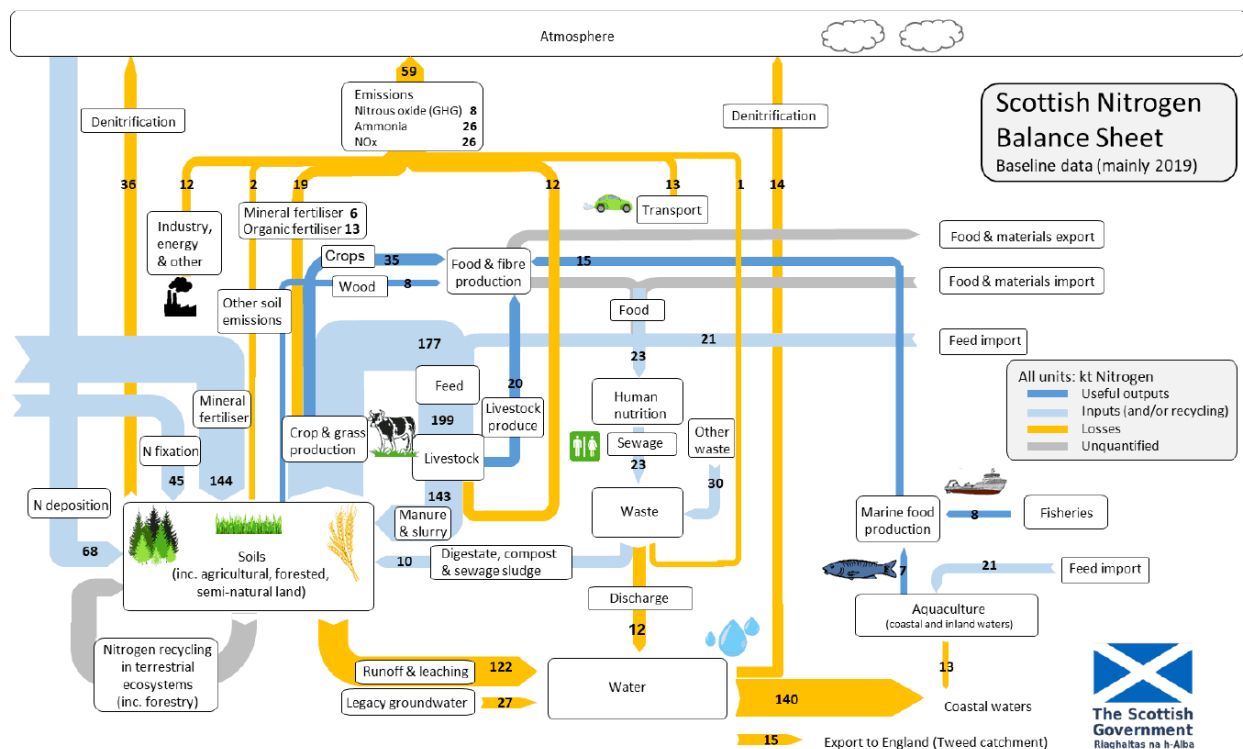 Atmosphere
59
Emissions
Nitrous oxide (GHG) 8
Ammonia 26
NOx 26
Denitrification
Denitrification
Scottish Nitrogen
Balance Sheet
Baseline data (mainly 2019)
36
12
2
19
12
13
1
14
Mineral fertiliser 6
Organic fertiliser 13
Transport
Industry,
energy
& other
Crops
35
Food & fibre
production
15
Food & materials export
Wood
8
Food & materials import
Other soil
emissions
Food
177
23
21
Feed import
All units: kt Nitrogen
Useful outputs
Inputs (and/or recycling)
Losses
Unquantified
Mineral
fertiliser
Feed
20
Human
nutrition
199
Livestock
produce
Crop & grass
production
Livestock
Sewage
23
Other
waste
N fixation
45
144
30
143
Manure
& slurry
Waste
N deposition
68
Marine food
production
8
Fisheries
Soils
(inc. agricultural, forested,
semi-natural land)
10
Digestate, compost
& sewage sludge
7
21
Feed import
Discharge
12
Aquaculture
(coastal and inland waters)
Nitrogen recycling
in terrestrial
ecosystems
(inc. forestry)
Runoff & leaching
122
Water
13
Legacy groundwater
27
140
Coastal waters
15
Export to England (Tweed catchment)
The Scottish
Government
Riaghaltas na h-Alba